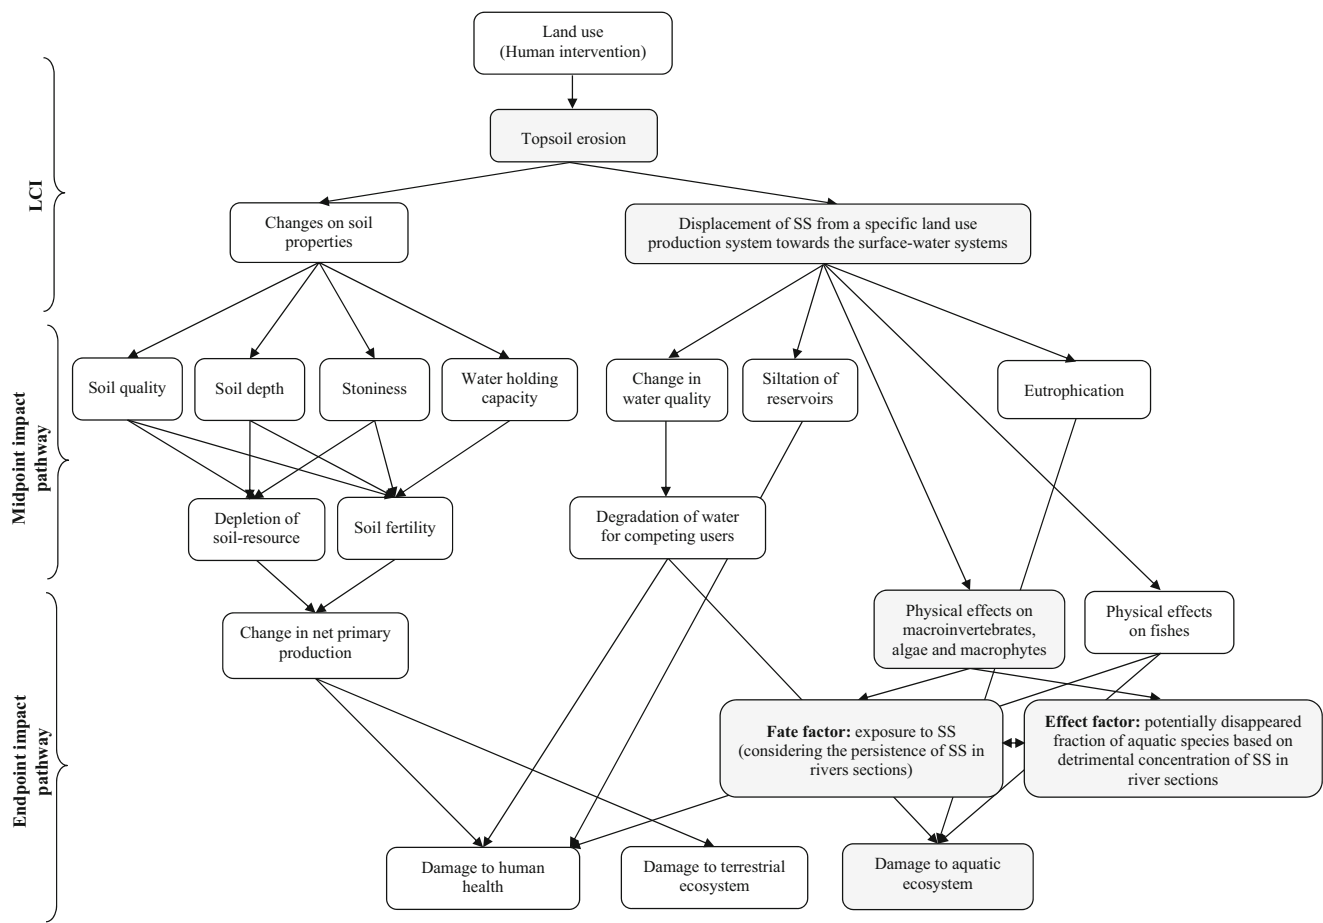 Land use
(Human intervention)
Topsoil erosion
LCI
Changes on soil
properties
Displacement of SS from a specific land use
production system towards the surface-water systems
Midpoint impact
pathway
Soil quality
Soil depth
Stoniness
Water holding
capacity
Change in
water quality
Siltation of
reservoirs
Eutrophication
Depletion of
soil-resource
Soil fertility
Degradation of water
for competing users
Endpoint impact
pathway
Change in net primary
production
Physical effects on
macroinvertebrates,
algae and macrophytes
Physical effects
on fishes
Fate factor: exposure to SS
(considering the persistence of SS in
rivers sections)
Effect factor: potentially disappeared
fraction of aquatic species based on
detrimental concentration of SS in
river sections
Damage to human
health
Damage to terrestrial
ecosystem
Damage to aquatic
ecosystem